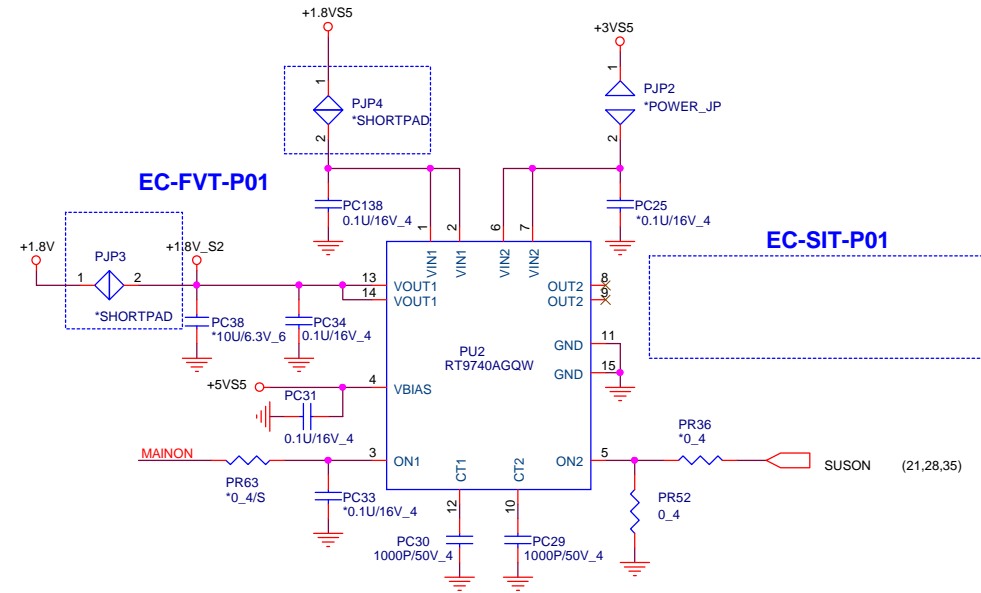 +1.8VS5
+3VS5
1
PJP4
*SHORTPAD
2
1
PJP2
*POWER_JP
2
EC-FVT-P01
PC138
0.1U/16V_4
1
2
6
7
PC25
*0.1U/16V_4
+1.8V
+1.8V_S2
EC-SIT-P01
PJP3
1
2
*SHORTPAD
VIN1
VIN1
VIN2
VIN2
13
VOUT1
14
VOUT1
OUT2
8
OUT2
9
PC38
*10U/6.3V_6
PC34
0.1U/16V_4
GND
11
PU2
RT9740AGQW
GND
15
+5VS5
4
VBIAS
PC31
0.1U/16V_4
MAINON
3
ON1
ON2
5
PR36
*0_4
SUSON
(21,28,35)
PR63
*0_4/S
CT1
CT2
PC33
*0.1U/16V_4
12
10
PR52
0_4
PC30
1000P/50V_4
PC29
1000P/50V_4